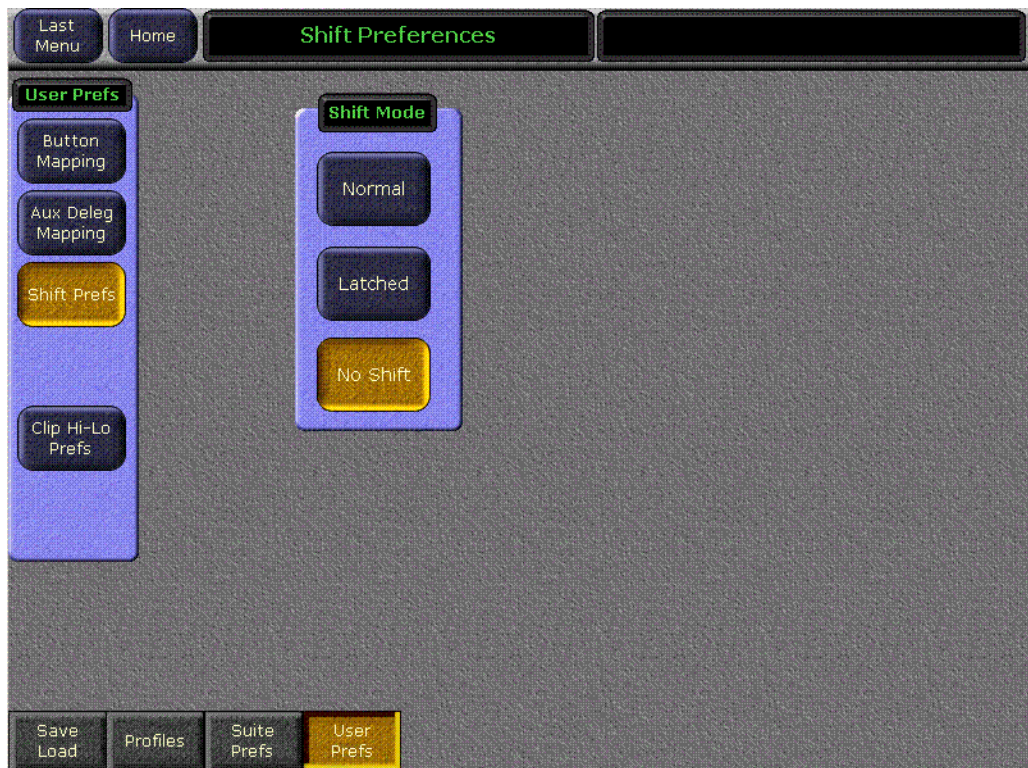 Last
Menu
Home
Shift Preferences
User Prefs
Button
Mapping
Aux Deleg
Mapping
Shift Prefs
Clip Hi-Lo
Prefs
Shift Mode
Normal
Latched
No Shift
Save
Load
Profiles
Suite
Prefs
User
Prefs